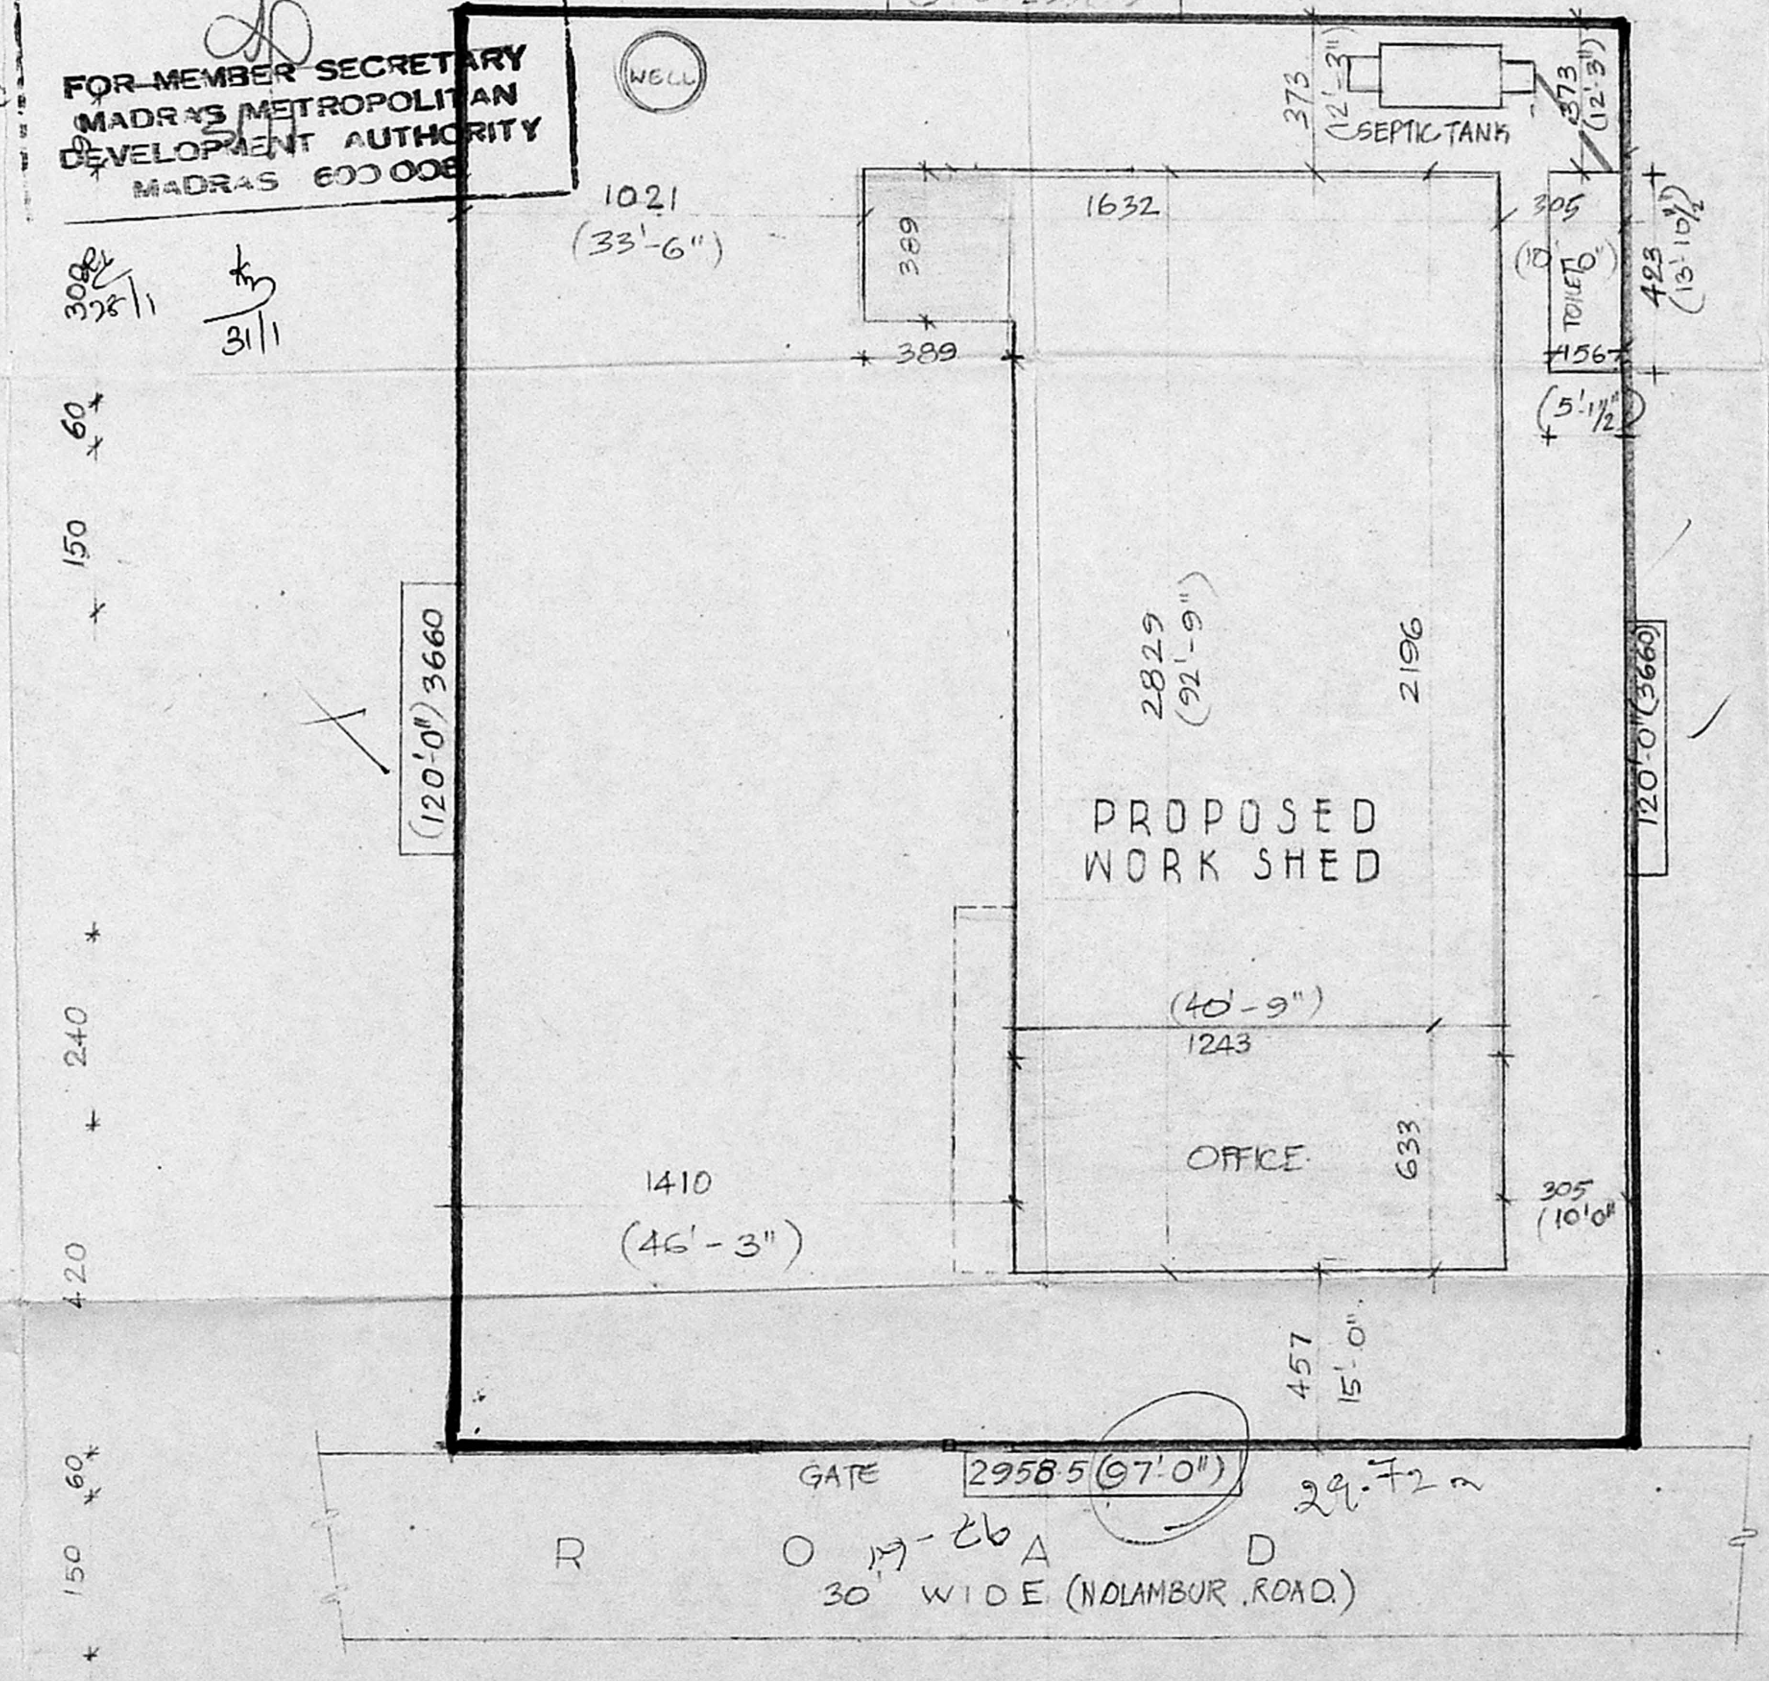 FOR MEMBER SECRETARY
MADRAS METROPOLITAN
DEVELOPMENT AUTHORITY
MADRAS 600 008
WELL
373
(12'-3")
SEPTIC TANK
373
(12'-3")
1021
(33'-6")
389
1632
305
TOILET
423
(13'-10½")
31/1
389
156
(5'-1½")
60
150
(120'-0") 3660
2829
(92'-9")
2196
120'-0" (3660)
PROPOSED
WORK SHED
(40'-9")
1243
240
OFFICE
633
1410
(46'-3")
305
(10'0"
420
457
15'-0"
60
GATE
2958.5 (97'-0")
29.72
R O A D
150
30' WIDE (NOLAMBUR ROAD.)